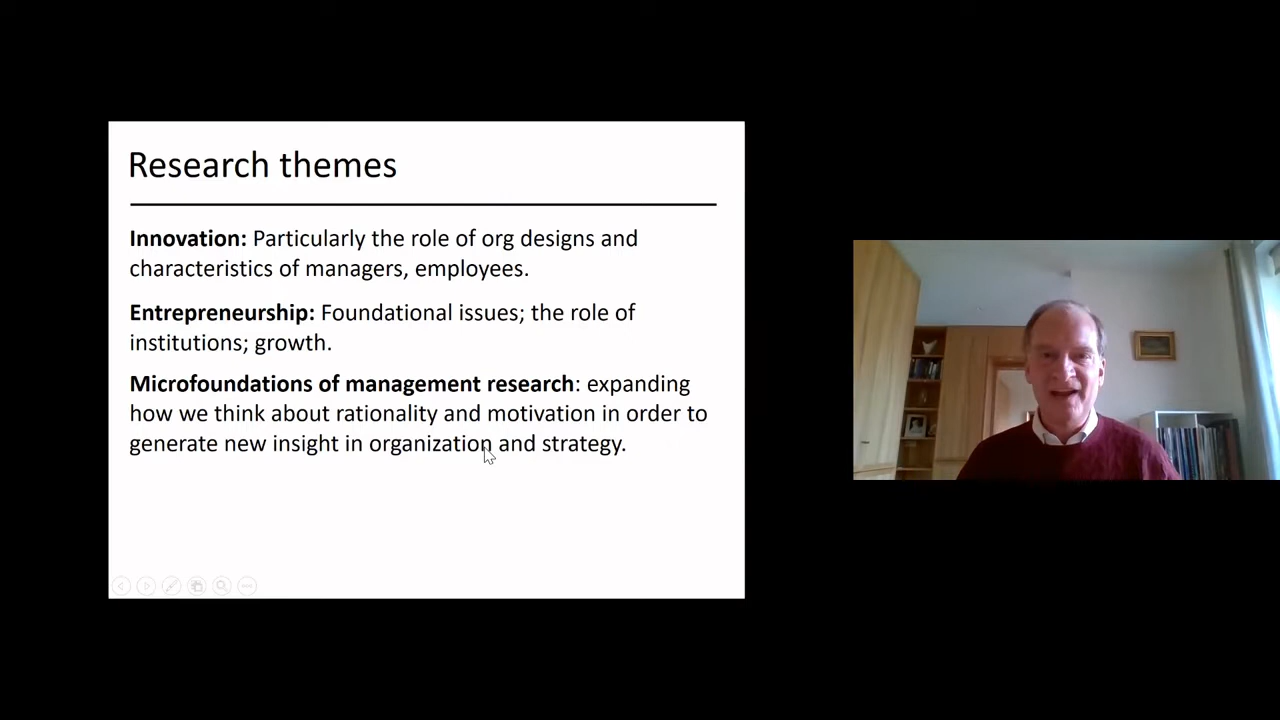 Research themes
Innovation: Particularly the role of org designs and
characteristics of managers, employees.
Entrepreneurship: Foundational issues; the role of
institutions; growth.
Microfoundations of management research: expanding
how we think about rationality and motivation in order to
generate new insight in organization and strategy.